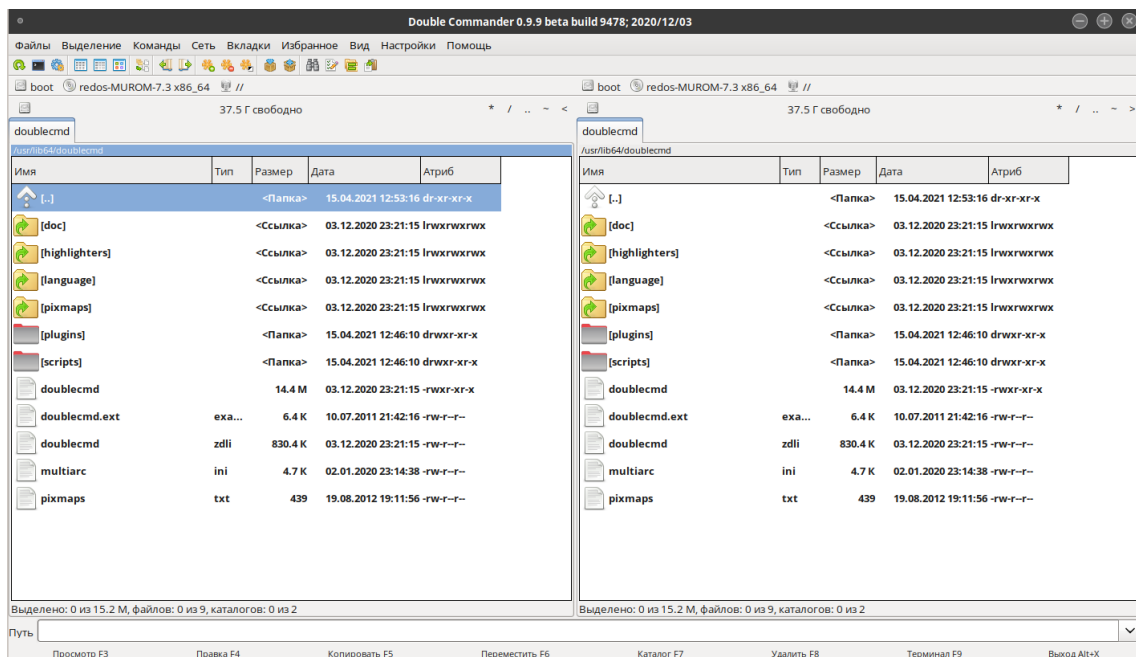 Double Commander 0.9.9 beta build 9478; 2020/12/03
Файлы Выделение Команды Сеть Вкладки Избранное Вид Настройки Помощь
boot redos-MUROM-7.3 x86_64 // boot redos-MUROM-7.3 x86_64 //
37.5 Г свободно * / .. ~ < 37.5 Г свободно * / .. ~ >
doublecmd doublecmd
/usr/lib64/doublecmd /usr/lib64/doublecmd
Имя Тип Размер Дата Атриб Имя Тип Размер Дата Атриб
[..] <Папка> 15.04.2021 12:53:16 dr-xr-xr-x [..] <Папка> 15.04.2021 12:53:16 dr-xr-xr-x
[doc] <Ссылка> 03.12.2020 23:21:15 lrwxrwxrwx [doc] <Ссылка> 03.12.2020 23:21:15 lrwxrwxrwx
[highlighters] <Ссылка> 03.12.2020 23:21:15 lrwxrwxrwx [highlighters] <Ссылка> 03.12.2020 23:21:15 lrwxrwxrwx
[language] <Ссылка> 03.12.2020 23:21:15 lrwxrwxrwx [language] <Ссылка> 03.12.2020 23:21:15 lrwxrwxrwx
[pixmaps] <Ссылка> 03.12.2020 23:21:15 lrwxrwxrwx [pixmaps] <Ссылка> 03.12.2020 23:21:15 lrwxrwxrwx
[plugins] <Папка> 15.04.2021 12:46:10 drwxr-xr-x [plugins] <Папка> 15.04.2021 12:46:10 drwxr-xr-x
[scripts] <Папка> 15.04.2021 12:46:10 drwxr-xr-x [scripts] <Папка> 15.04.2021 12:46:10 drwxr-xr-x
doublecmd 14.4 M 03.12.2020 23:21:15 -rwxr-xr-x doublecmd 14.4 M 03.12.2020 23:21:15 -rwxr-xr-x
doublecmd.ext exa... 6.4 K 10.07.2011 21:42:16 -rw-r--r-- doublecmd.ext exa... 6.4 K 10.07.2011 21:42:16 -rw-r--r--
doublecmd zdli 830.4 K 03.12.2020 23:21:15 -rw-r--r-- doublecmd zdli 830.4 K 03.12.2020 23:21:15 -rw-r--r--
multiarc ini 4.7 K 02.01.2020 23:14:38 -rw-r--r-- multiarc ini 4.7 K 02.01.2020 23:14:38 -rw-r--r--
pixmaps txt 439 19.08.2012 19:11:56 -rw-r--r-- pixmaps txt 439 19.08.2012 19:11:56 -rw-r--r--
Выделено: 0 из 15.2 M, файлов: 0 из 9, каталогов: 0 из 2 Выделено: 0 из 15.2 M, файлов: 0 из 9, каталогов: 0 из 2
Путь
Просмотр F3 Правка F4 Копировать F5 Переместить F6 Каталог F7 Удалить F8 Терминал F9 Выход Alt+X